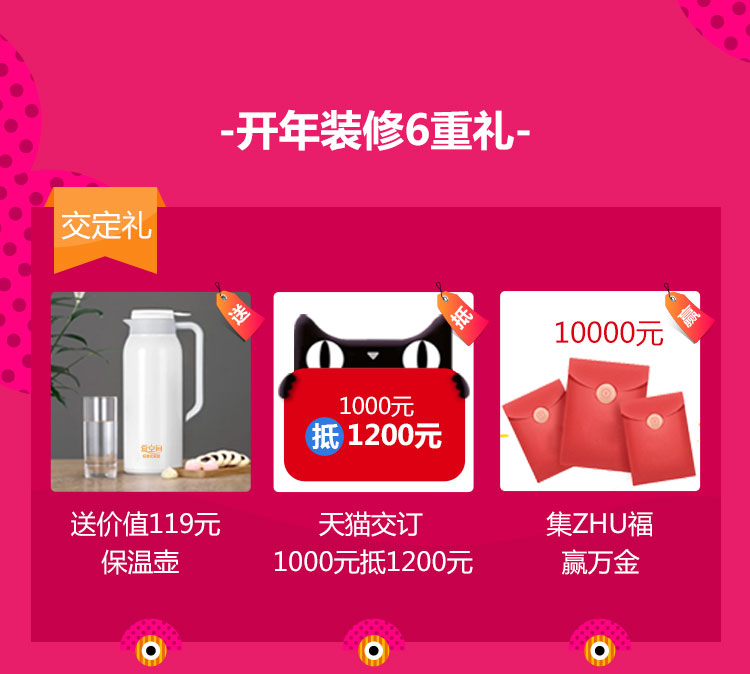 -开年装修6重礼-
交定礼
送
抵
赢
10000元
1000元
抵 1200元
爱空间
送价值119元
保温壶
天猫交订
1000元抵1200元
集ZHU福
赢万金